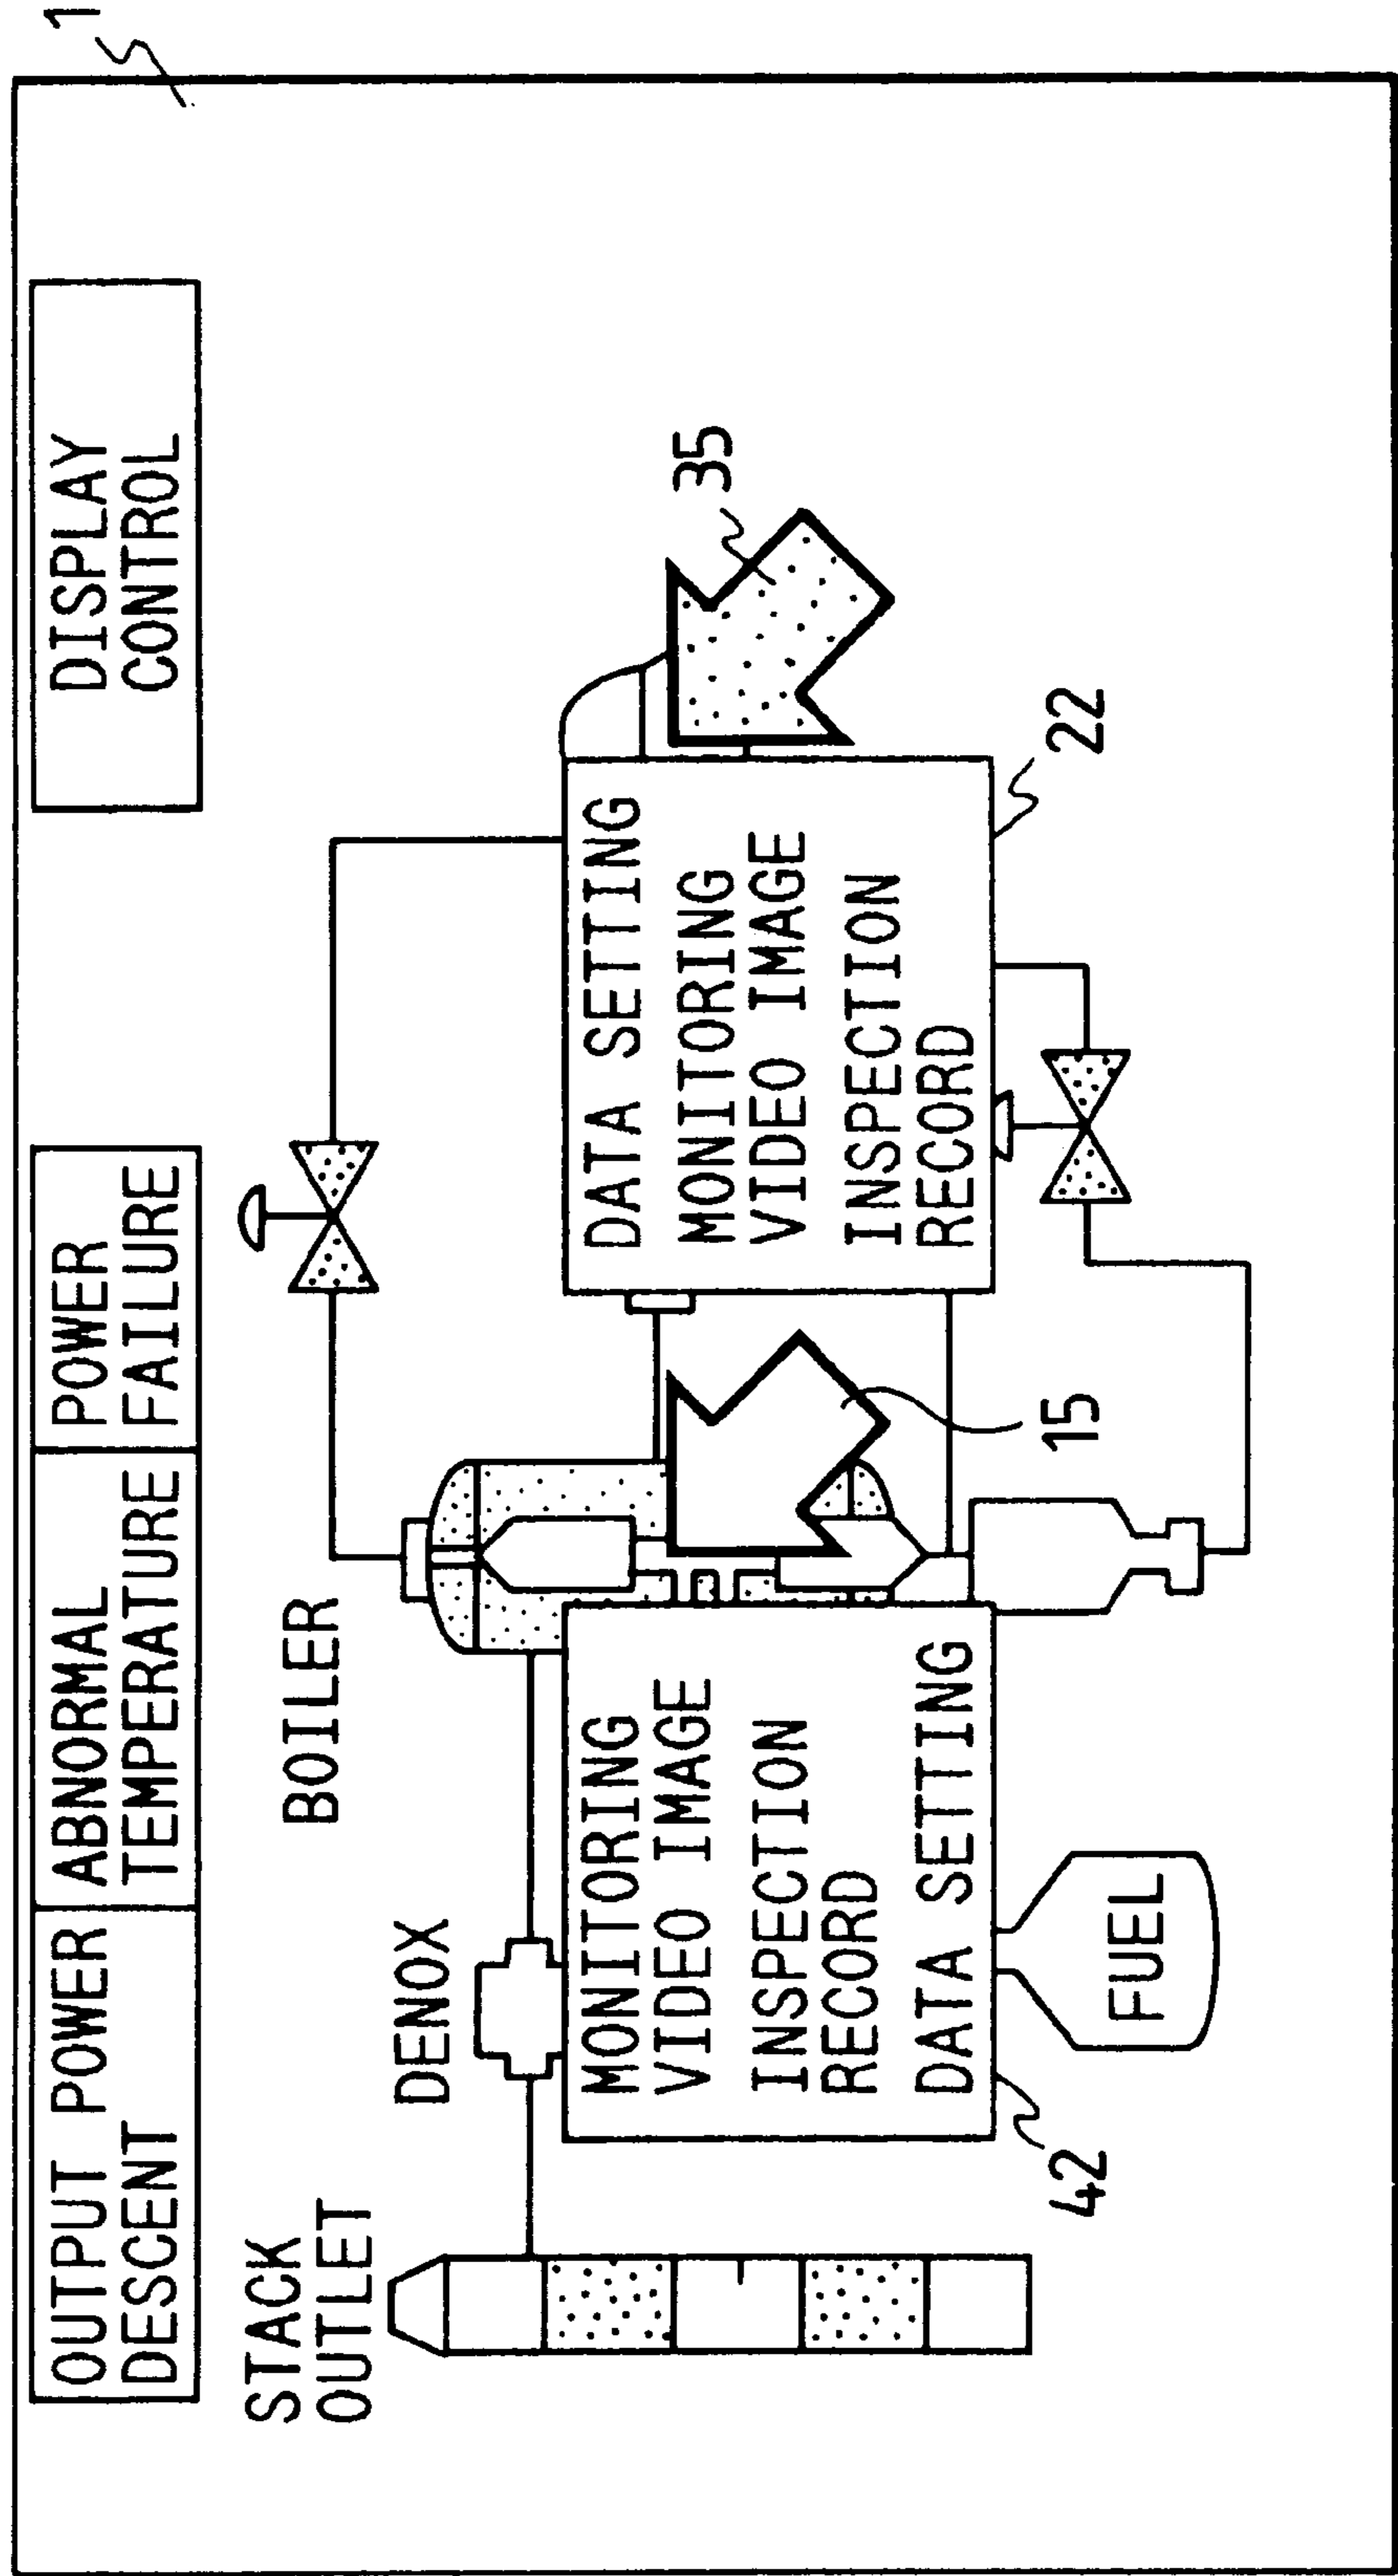 1
OUTPUT POWER
DESCENT
ABNORMAL
TEMPERATURE
POWER
FAILURE
DISPLAY
CONTROL
STACK
OUTLET
DENOX
BOILER
MONITORING
VIDEO IMAGE
INSPECTION
RECORD
DATA SETTING
DATA SETTING
MONITORING
VIDEO IMAGE
INSPECTION
RECORD
35
15
22
42
FUEL